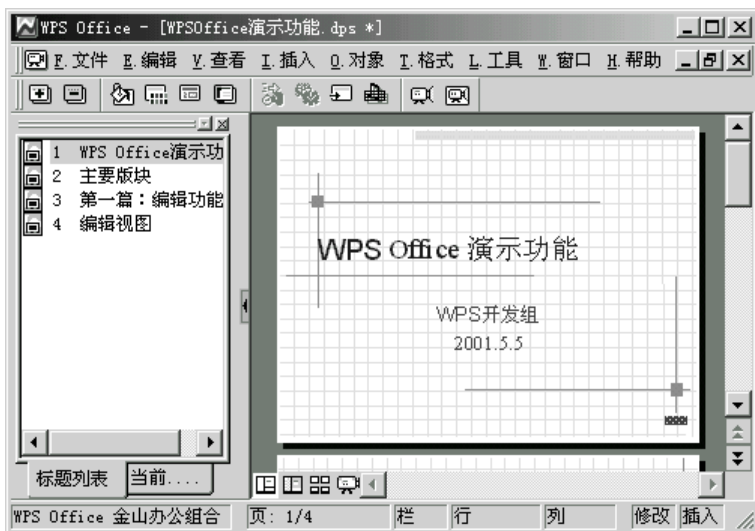 WPS Office - [WPSOffice演示功能.dps *]
F.文件 E.编辑 V.查看 I.插入 O.对象 T.格式 L.工具 W.窗口 H.帮助
1 WPS Office演示功
2 主要版块
3 第一篇：编辑功能
4 编辑视图
标题列表 当前....
WPS Office 演示功能
WPS开发组
2001.5.5
WPS Office 金山办公组合 页: 1/4 栏 行 列 修改 插入